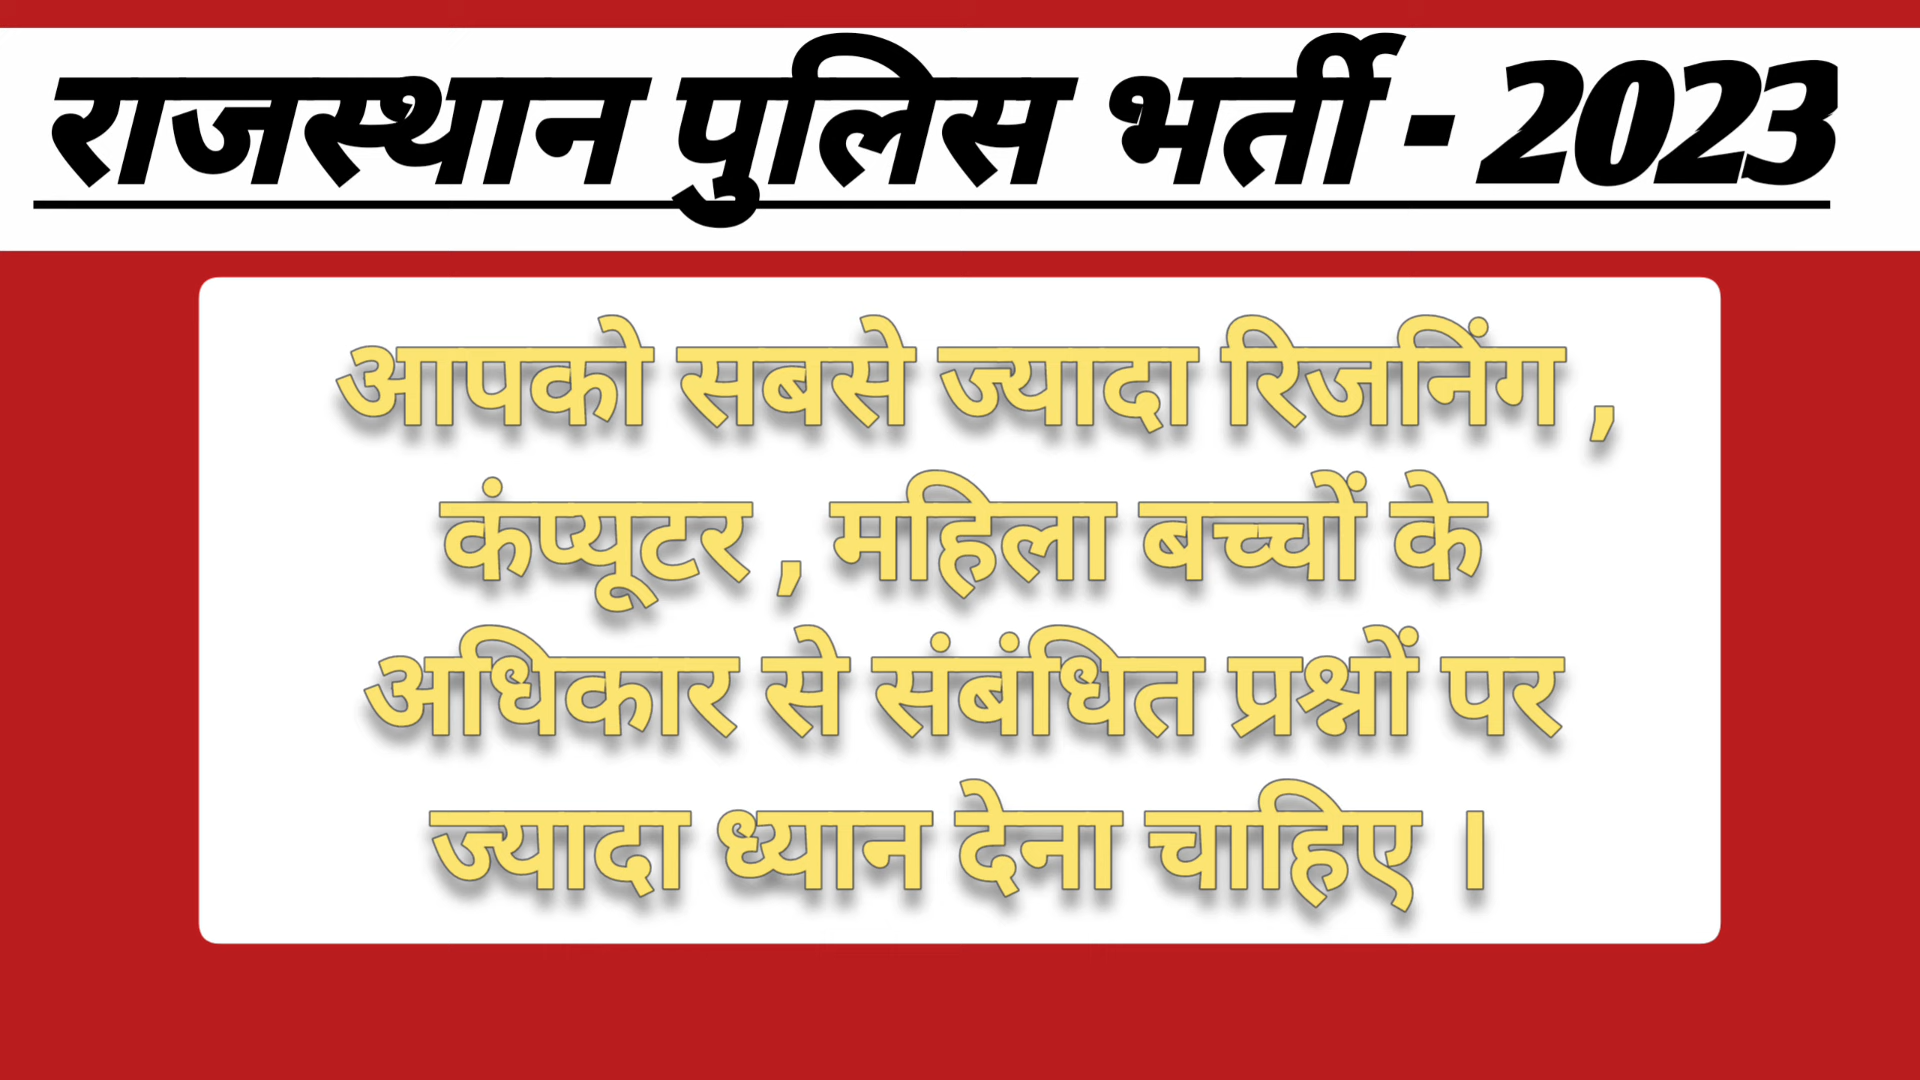 राजस्थान पुलिस भर्ती - 2023
आपको सबसे ज्यादा रिजनिंग ,
कंप्यूटर , महिला बच्चों के
अधिकार से संबंधित प्रश्नों पर
ज्यादा ध्यान देना चाहिए ।